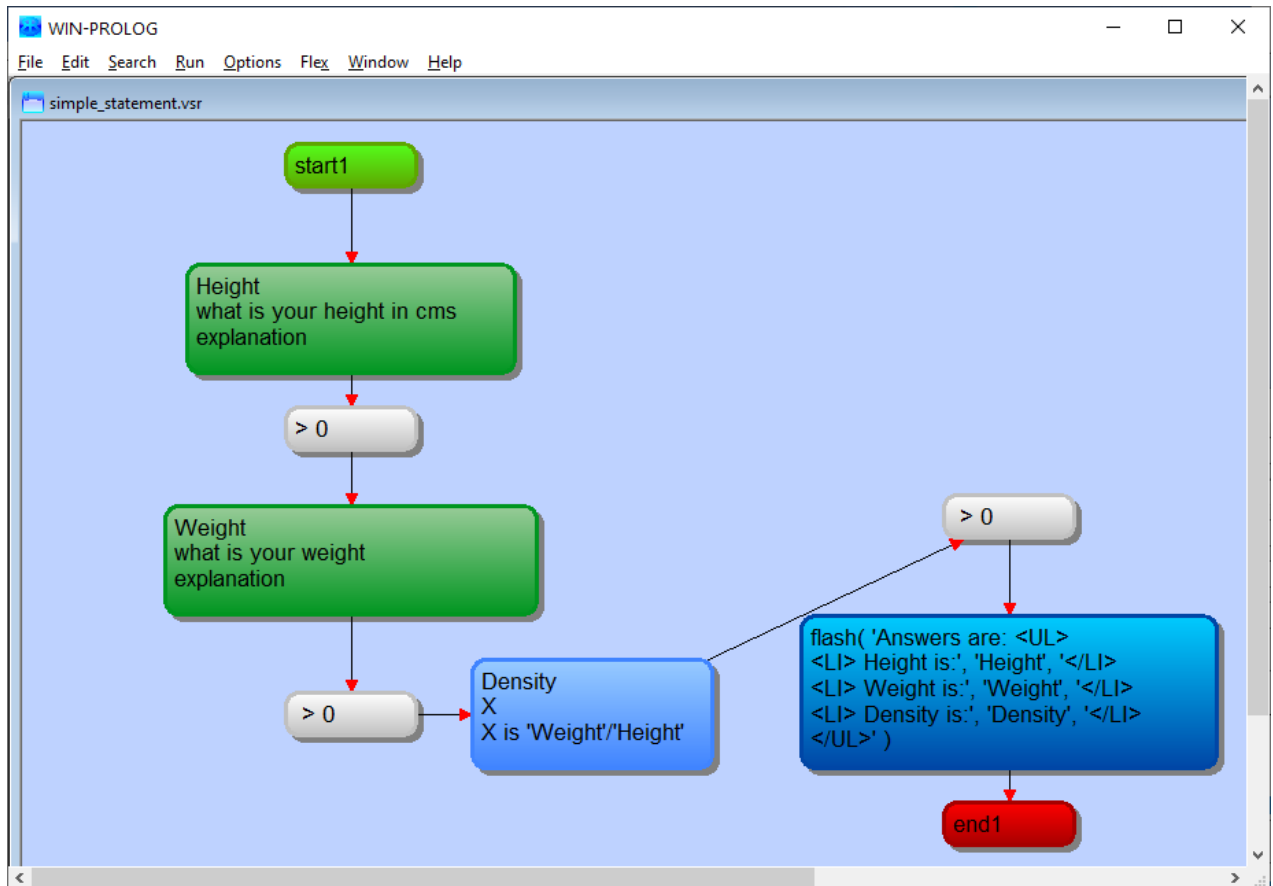 WIN-PROLOG
File Edit Search Run Options Flex Window Help
simple_statement.vsr
start1
Height
what is your height in cms
explanation
> 0
Weight
what is your weight
explanation
> 0
Density
X
X is 'Weight'/'Height'
> 0
flash( 'Answers are: <UL>
<LI> Height is:', 'Height', '</LI>
<LI> Weight is:', 'Weight', '</LI>
<LI> Density is:', 'Density', '</LI>
</UL>' )
end1